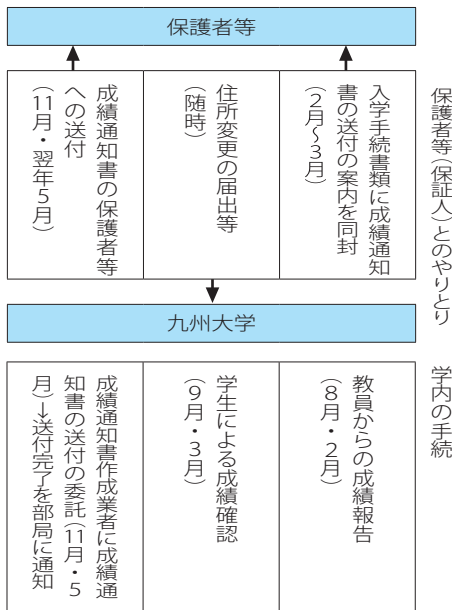 保護者等(保証人)とのやりとり
保護者等
入学手続書類に成績通知
書の送付の案内を同封
(2月〜3月)
住所変更の届出等
(随時)
成績通知書の保護者等
への送付
(11月・翌年5月)
九州大学
学内の手続
教員からの成績報告
(8月・2月)
学生による成績確認
(9月・3月)
成績通知書作成業者に成績通
知書の送付の委託(11月・5
月)→送付完了を部局に通知